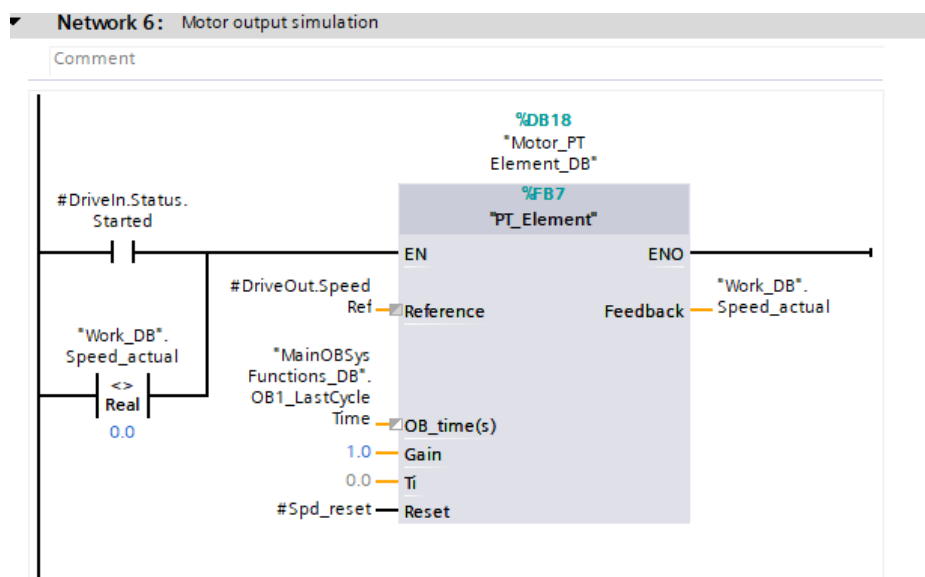 Network 6: Motor output simulation
Comment
%DB18
"Motor_PT
Element_DB"
%FB7
"PT_Element"
#DriveIn.Status.
Started
EN
ENO
#DriveOut.Speed
Ref
Reference
Feedback
"Work_DB".
Speed_actual
"Work_DB".
Speed_actual
<>
Real
0.0
"MainOBSys
Functions_DB".
OB1_LastCycle
Time
OB_time(s)
1.0
Gain
0.0
Ti
#Spd_reset
Reset